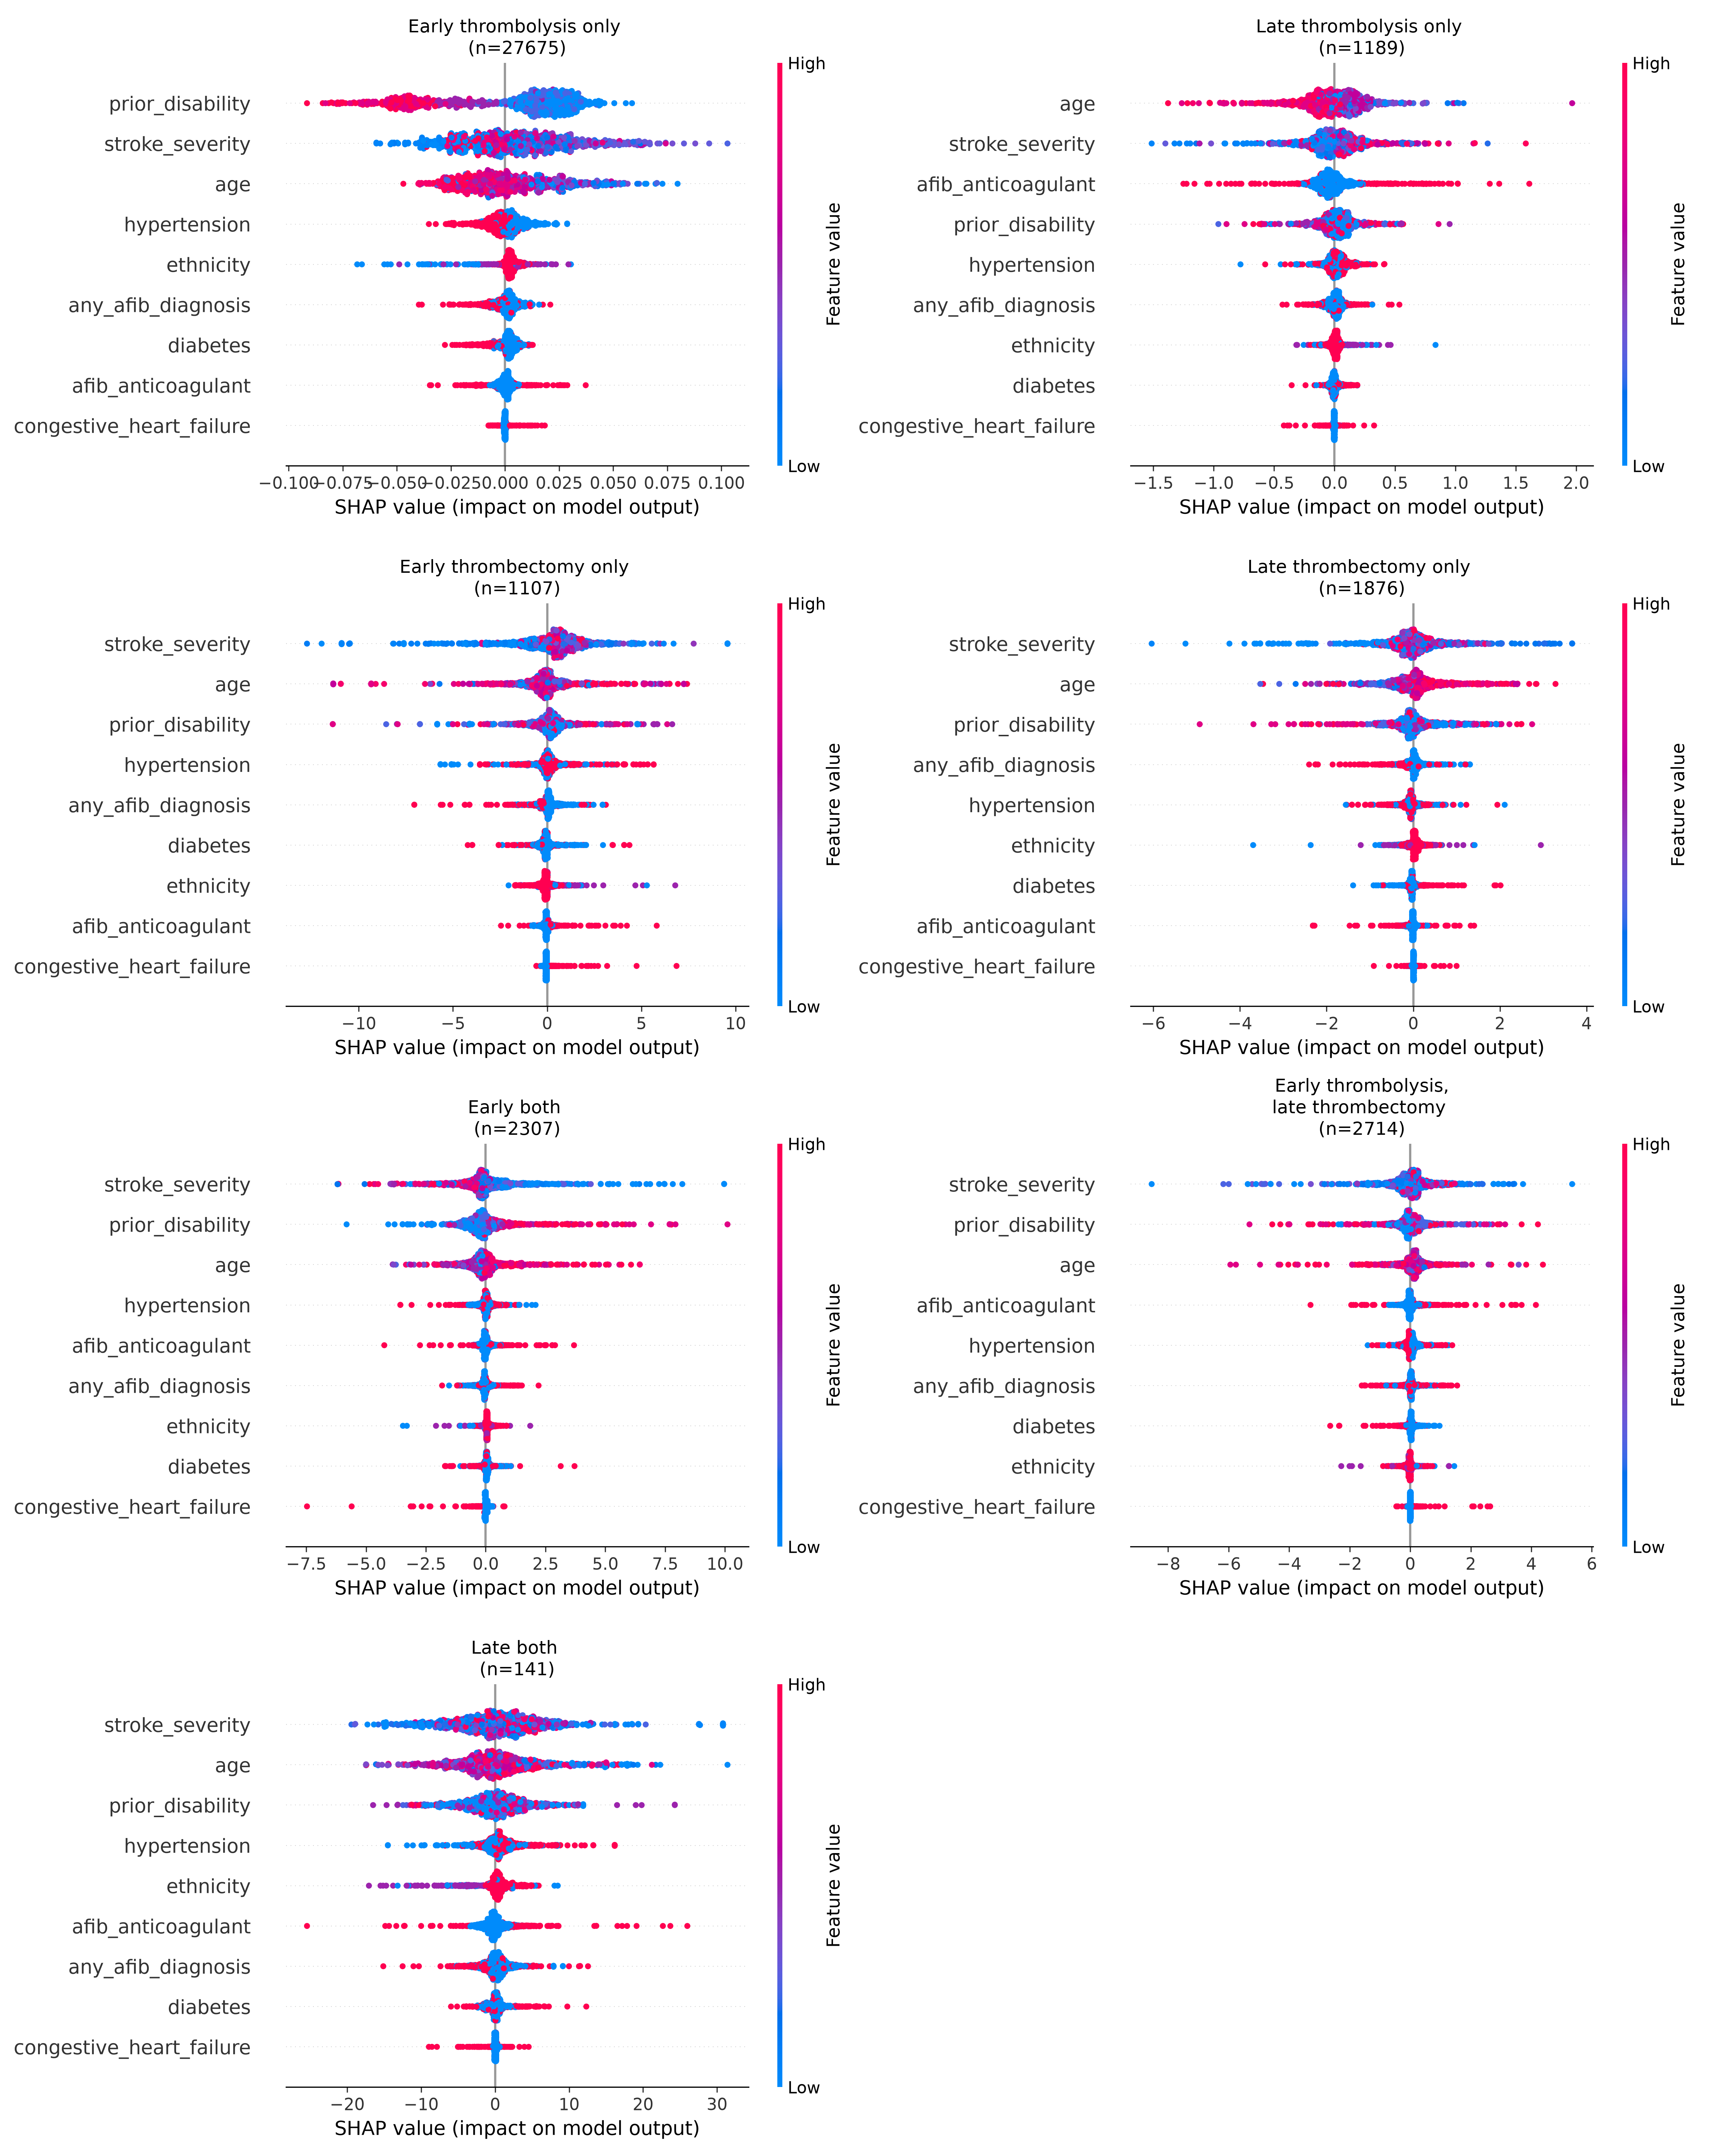 Early thrombolysis only
(n=27675)
High
prior_disability
stroke_severity
age
hypertension
ethnicity
any_afib_diagnosis
diabetes
afib_anticoagulant
congestive_heart_failure
Feature value
Low
−0.100 −0.075 −0.050 −0.025 0.000 0.025 0.050 0.075 0.100
SHAP value (impact on model output)
Late thrombolysis only
(n=1189)
High
age
stroke_severity
afib_anticoagulant
prior_disability
hypertension
any_afib_diagnosis
ethnicity
diabetes
congestive_heart_failure
Feature value
Low
−1.5 −1.0 −0.5 0.0 0.5 1.0 1.5 2.0
SHAP value (impact on model output)
Early thrombectomy only
(n=1107)
High
stroke_severity
age
prior_disability
hypertension
any_afib_diagnosis
diabetes
ethnicity
afib_anticoagulant
congestive_heart_failure
Feature value
Low
−10 −5 0 5 10
SHAP value (impact on model output)
Late thrombectomy only
(n=1876)
High
stroke_severity
age
prior_disability
any_afib_diagnosis
hypertension
ethnicity
diabetes
afib_anticoagulant
congestive_heart_failure
Feature value
Low
−6 −4 −2 0 2 4
SHAP value (impact on model output)
Early both
(n=2307)
High
stroke_severity
prior_disability
age
hypertension
afib_anticoagulant
any_afib_diagnosis
ethnicity
diabetes
congestive_heart_failure
Feature value
Low
−7.5 −5.0 −2.5 0.0 2.5 5.0 7.5 10.0
SHAP value (impact on model output)
Early thrombolysis,
late thrombectomy
(n=2714)
High
stroke_severity
prior_disability
age
afib_anticoagulant
hypertension
any_afib_diagnosis
diabetes
ethnicity
congestive_heart_failure
Feature value
Low
−8 −6 −4 −2 0 2 4 6
SHAP value (impact on model output)
Late both
(n=141)
High
stroke_severity
age
prior_disability
hypertension
ethnicity
afib_anticoagulant
any_afib_diagnosis
diabetes
congestive_heart_failure
Feature value
Low
−20 −10 0 10 20 30
SHAP value (impact on model output)